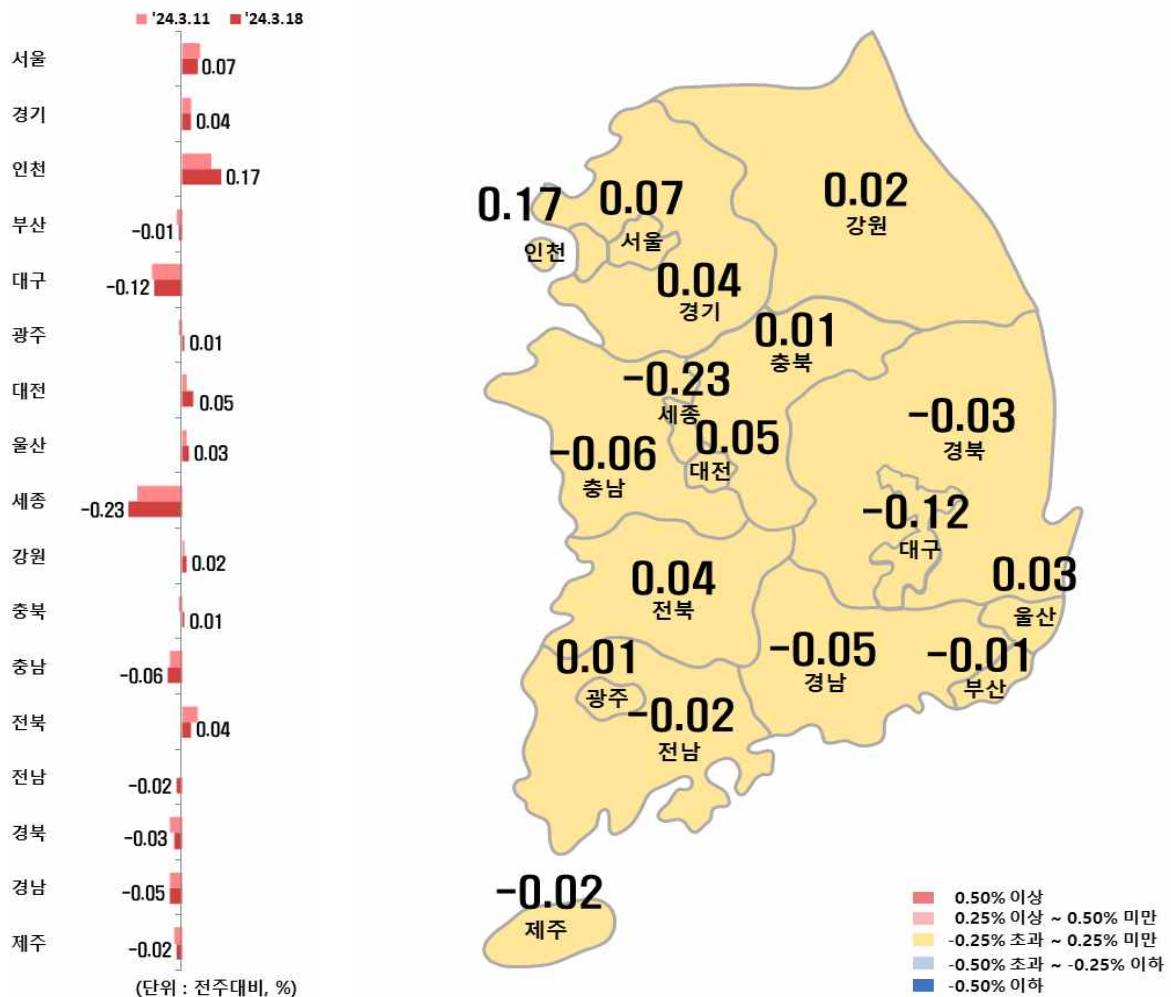 '24.3.11 '24.3.18
서울 0.07
경기 0.04
인천 0.17
부산 -0.01
대구 -0.12
광주 0.01
대전 0.05
울산 0.03
세종 -0.23
강원 0.02
충북 0.01
충남 -0.06
전북 0.04
전남 -0.02
경북 -0.03
경남 -0.05
제주 -0.02
(단위 : 전주대비, %)
0.17
인천
0.07
서울
0.02
강원
0.04
경기
0.01
충북
-0.23
세종
-0.03
경북
-0.06
충남
0.05
대전
-0.12
대구
0.04
전북
0.03
울산
0.01
광주
-0.05
경남
-0.01
부산
-0.02
전남
-0.02
제주
0.50% 이상
0.25% 이상 ~ 0.50% 미만
-0.25% 초과 ~ 0.25% 미만
-0.50% 초과 ~ -0.25% 이하
-0.50% 이하